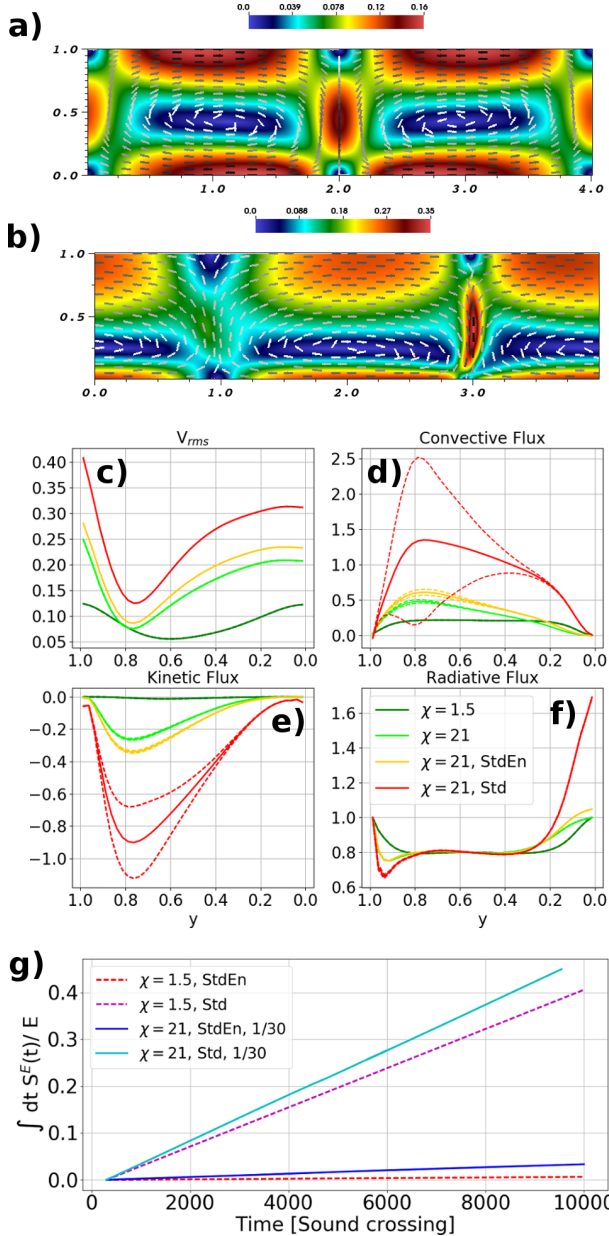 a)
0.0 0.039 0.078 0.12 0.16
1.0
0.5
0.0
1.0 2.0 3.0 4.0
b)
0.0 0.088 0.18 0.27 0.35
1.0
0.5
0.0 1.0 2.0 3.0
Vrms
c)
0.40
0.35
0.30
0.25
0.20
0.15
0.10
0.05
1.0 0.8 0.6 0.4 0.2 0.0
Convective Flux
d)
2.5
2.0
1.5
1.0
0.5
0.0
1.0 0.8 0.6 0.4 0.2 0.0
Kinetic Flux
e)
0.0
−0.2
−0.4
−0.6
−0.8
−1.0
1.0 0.8 0.6 0.4 0.2 0.0
y
Radiative Flux
f)
χ = 1.5
χ = 21
χ = 21, StdEn
χ = 21, Std
1.6
1.4
1.2
1.0
0.8
0.6
1.0 0.8 0.6 0.4 0.2 0.0
y
g)
χ = 1.5, StdEn
χ = 1.5, Std
χ = 21, StdEn, 1/30
χ = 21, Std, 1/30
∫ dt S^E(t)/ E
0.4
0.3
0.2
0.1
0.0
0 2000 4000 6000 8000 10000
Time [Sound crossing]